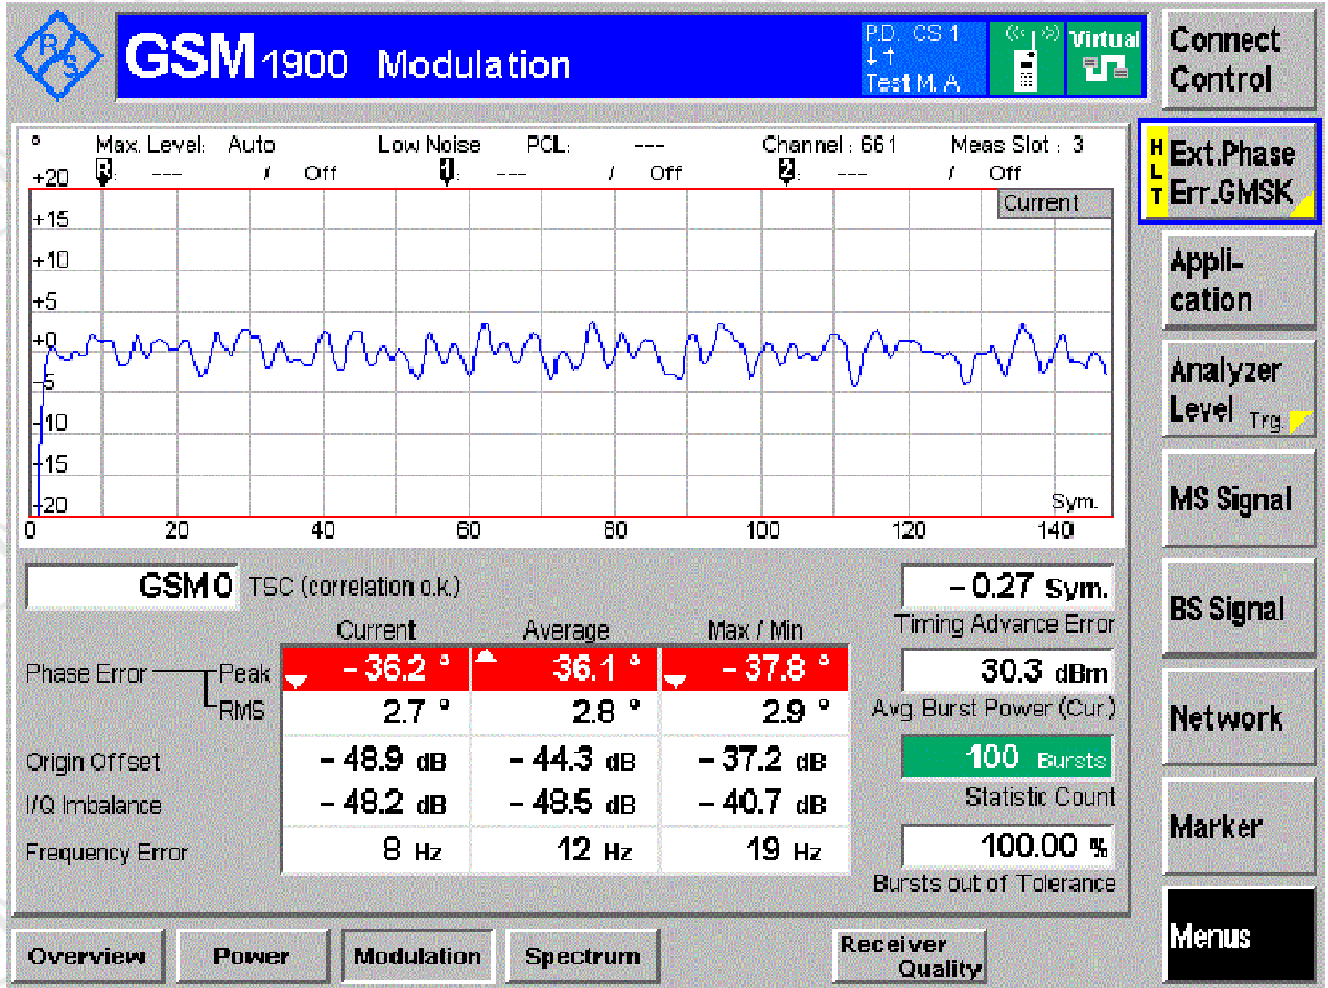 R S
GSM 1900 Modulation
P.D. CS 1
Test M. A
Virtual
Connect
Control
° Max. Level: Auto Low Noise PCL: --- Channel: 661 Meas Slot: 3
R: --- / Off 1: --- / Off 2: --- / Off
Current
+20
+15
+10
+5
+0
-5
-10
-15
-20
Sym.
0 20 40 60 80 100 120 140
HLT
Ext.Phase
Err.GMSK
Appli-
cation
Analyzer
Level Trg
MS Signal
BS Signal
Network
Marker
Menus
GSM 0 TSC (correlation o.k.)
- 0.27 Sym.
Timing Advance Error
Current Average Max / Min
Phase Error Peak - 36.2 ° 36.1 ° - 37.8 °
30.3 dBm
RMS 2.7 ° 2.8 ° 2.9 °
Avg. Burst Power (Cur.)
Origin Offset - 48.9 dB - 44.3 dB - 37.2 dB
100 Bursts
Statistic Count
I/Q Imbalance - 48.2 dB - 48.5 dB - 40.7 dB
Frequency Error 8 Hz 12 Hz 19 Hz
100.00 %
Bursts out of Tolerance
Overview Power Modulation Spectrum Receiver
Quality